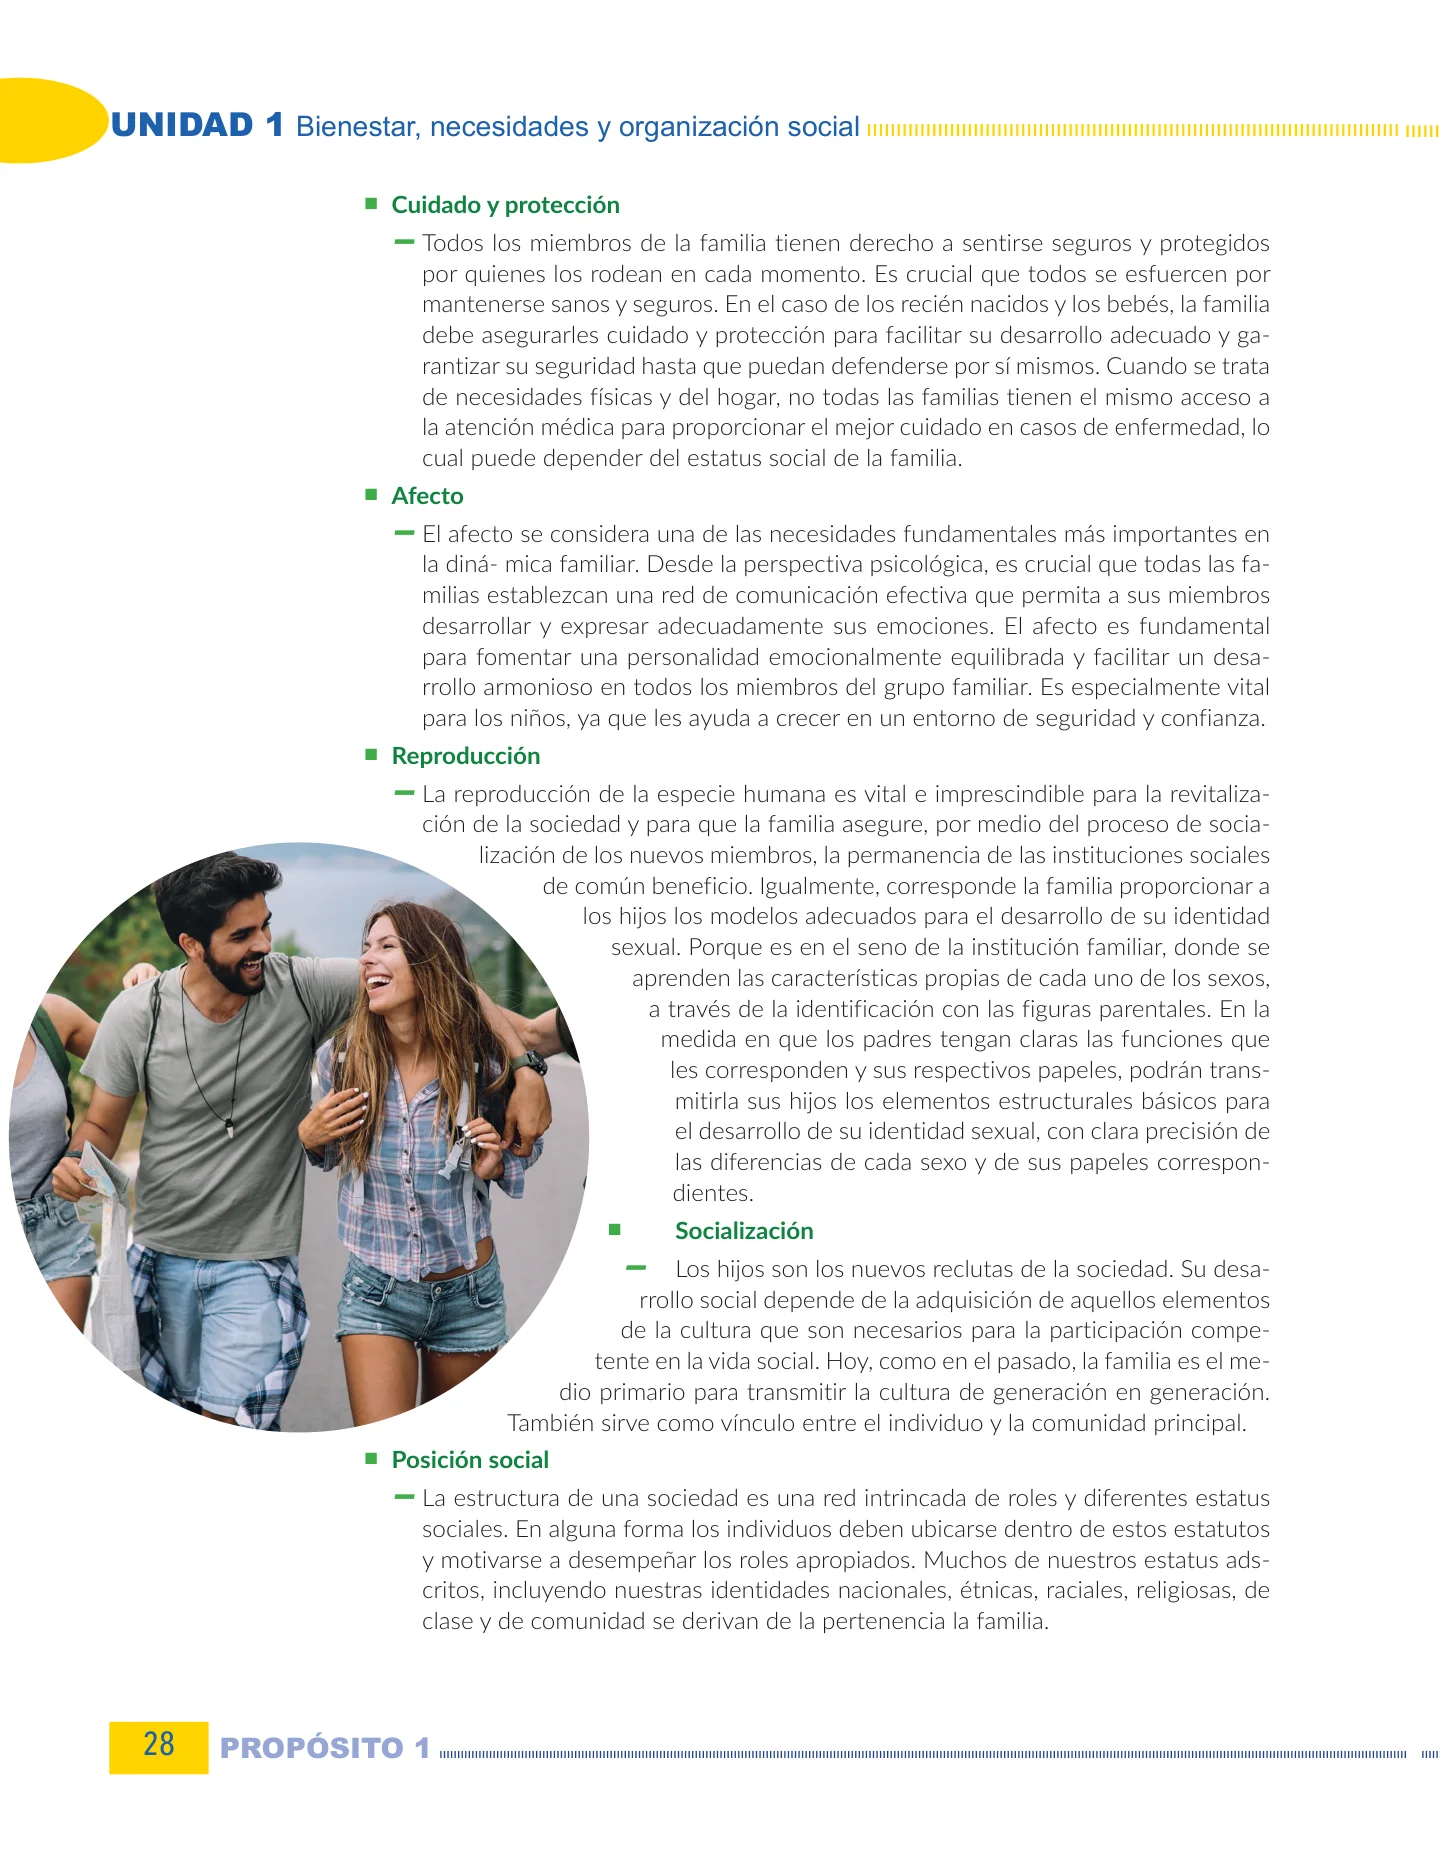 UNIDAD 1 Bienestar, necesidades y organización social
Cuidado y protección
Todos los miembros de la familia tienen derecho a sentirse seguros y protegidos
por quienes los rodean en cada momento. Es crucial que todos se esfuercen por
mantenerse sanos y seguros. En el caso de los recién nacidos y los bebés, la familia
debe asegurarles cuidado y protección para facilitar su desarrollo adecuado y ga-
rantizar su seguridad hasta que puedan defenderse por sí mismos. Cuando se trata
de necesidades físicas y del hogar, no todas las familias tienen el mismo acceso a
la atención médica para proporcionar el mejor cuidado en casos de enfermedad, lo
cual puede depender del estatus social de la familia.
Afecto
El afecto se considera una de las necesidades fundamentales más importantes en
la diná- mica familiar. Desde la perspectiva psicológica, es crucial que todas las fa-
milias establezcan una red de comunicación efectiva que permita a sus miembros
desarrollar y expresar adecuadamente sus emociones. El afecto es fundamental
para fomentar una personalidad emocionalmente equilibrada y facilitar un desa-
rrollo armonioso en todos los miembros del grupo familiar. Es especialmente vital
para los niños, ya que les ayuda a crecer en un entorno de seguridad y confianza.
Reproducción
La reproducción de la especie humana es vital e imprescindible para la revitaliza-
ción de la sociedad y para que la familia asegure, por medio del proceso de socia-
lización de los nuevos miembros, la permanencia de las instituciones sociales
de común beneficio. Igualmente, corresponde la familia proporcionar a
los hijos los modelos adecuados para el desarrollo de su identidad
sexual. Porque es en el seno de la institución familiar, donde se
aprenden las características propias de cada uno de los sexos,
a través de la identificación con las figuras parentales. En la
medida en que los padres tengan claras las funciones que
les corresponden y sus respectivos papeles, podrán trans-
mitirla sus hijos los elementos estructurales básicos para
el desarrollo de su identidad sexual, con clara precisión de
las diferencias de cada sexo y de sus papeles correspon-
dientes.
Socialización
Los hijos son los nuevos reclutas de la sociedad. Su desa-
rrollo social depende de la adquisición de aquellos elementos
de la cultura que son necesarios para la participación compe-
tente en la vida social. Hoy, como en el pasado, la familia es el me-
dio primario para transmitir la cultura de generación en generación.
También sirve como vínculo entre el individuo y la comunidad principal.
Posición social
La estructura de una sociedad es una red intrincada de roles y diferentes estatus
sociales. En alguna forma los individuos deben ubicarse dentro de estos estatutos
y motivarse a desempeñar los roles apropiados. Muchos de nuestros estatus ads-
critos, incluyendo nuestras identidades nacionales, étnicas, raciales, religiosas, de
clase y de comunidad se derivan de la pertenencia la familia.
28 PROPÓSITO 1